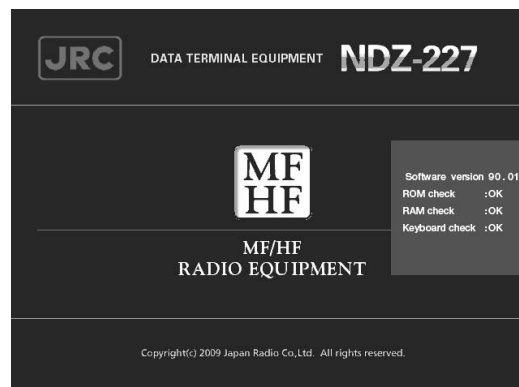 JRC DATA TERMINAL EQUIPMENT NDZ-227
MF
HF
MF/HF
RADIO EQUIPMENT
Software version 90.01
ROM check :OK
RAM check :OK
Keyboard check :OK
Copyright(c) 2009 Japan Radio Co,Ltd. All rights reserved.